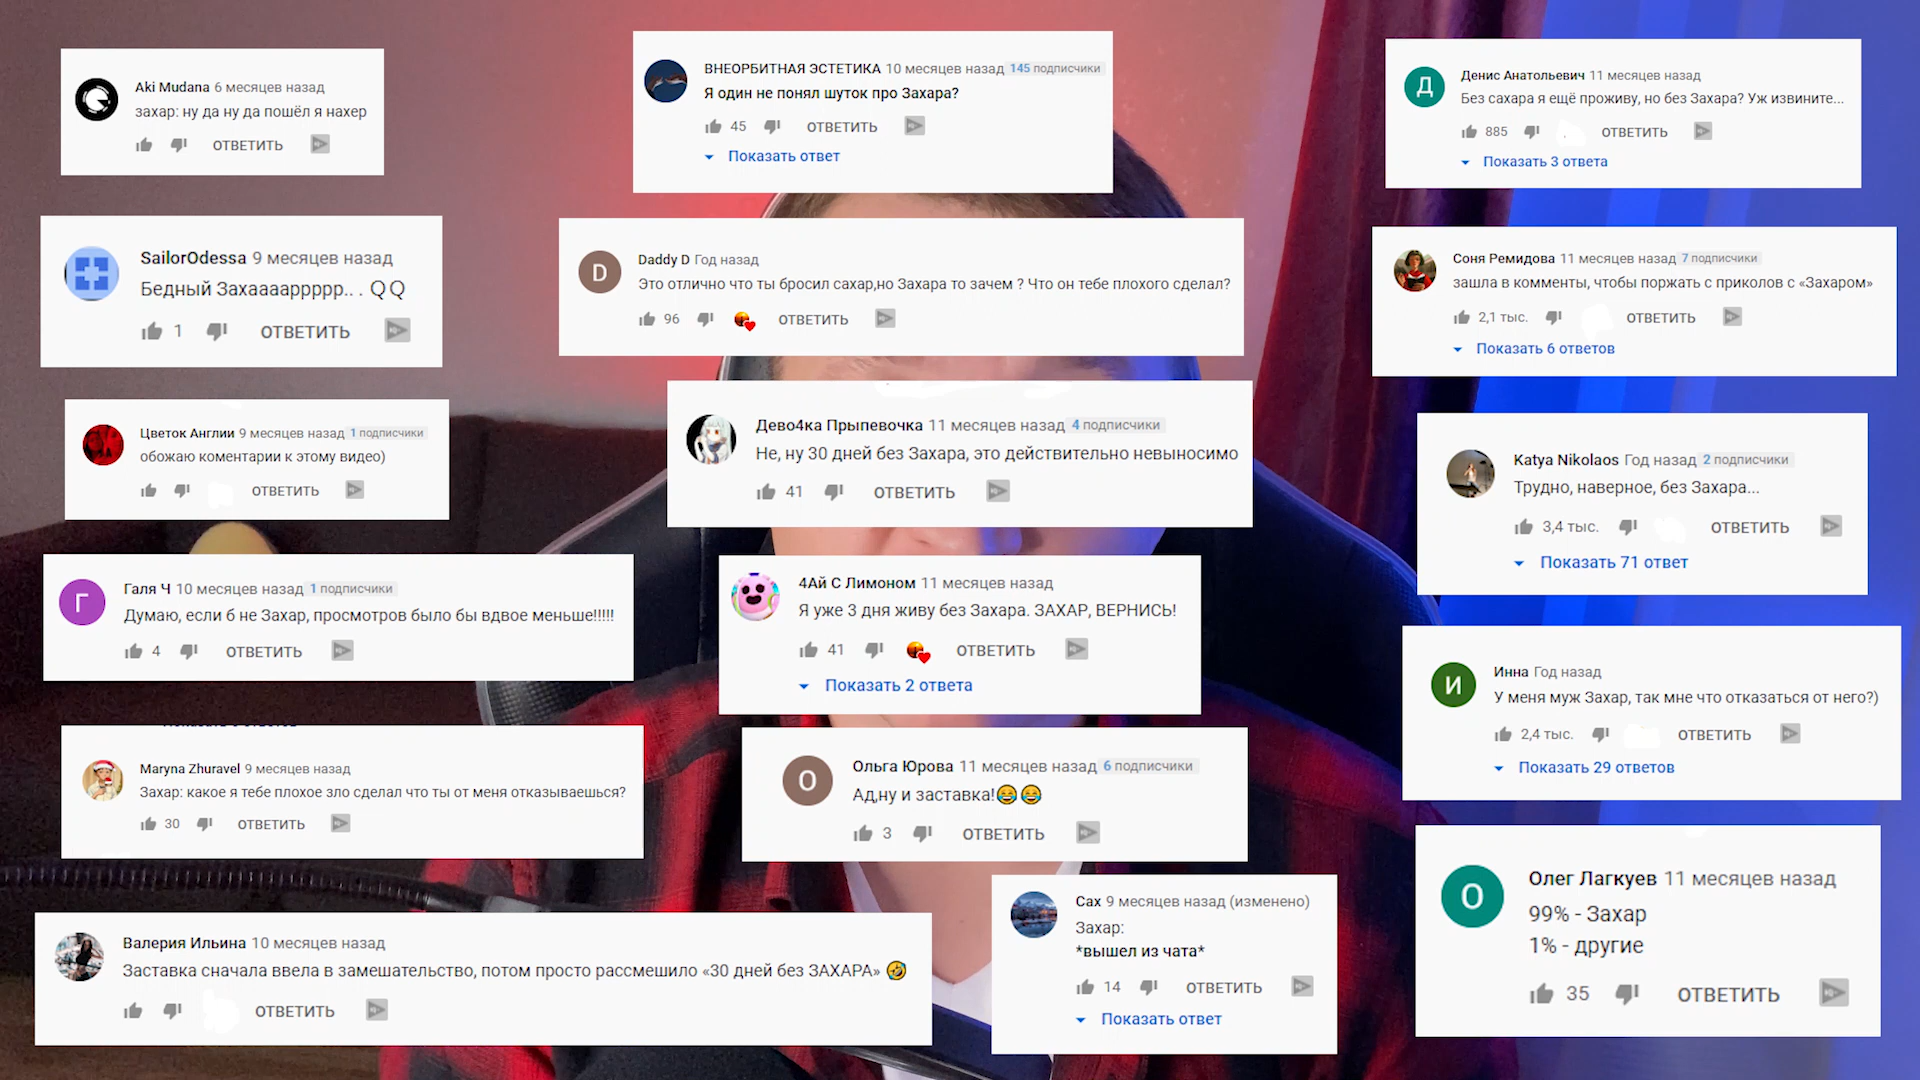 Aki Mudana 6 месяцев назад
захар: ну да ну да пошёл я нахер
ОТВЕТИТЬ
SailorOdessa 9 месяцев назад
Бедный Захаааарррpp.. . Q Q
1 ОТВЕТИТЬ
Цветок Англии 9 месяцев назад 1 подписчики
обожаю коментарии к этому видео)
ОТВЕТИТЬ
Г
Галя Ч 10 месяцев назад 1 подписчики
Думаю, если б не Захар, просмотров было бы вдвое меньше!!!!!
4 ОТВЕТИТЬ
Maryna Zhuravel 9 месяцев назад
Захар: какое я тебе плохое зло сделал что ты от меня отказываешься?
30 ОТВЕТИТЬ
Валерия Ильина 10 месяцев назад
Заставка сначала ввела в замешательство, потом просто рассмешило «30 дней без ЗАХАРА» 🤣
ОТВЕТИТЬ
ВНЕОРБИТНАЯ ЭСТЕТИКА 10 месяцев назад 145 подписчики
Я один не понял шуток про Захара?
45 ОТВЕТИТЬ
Показать ответ
D
Daddy D Год назад
Это отлично что ты бросил сахар,но Захара то зачем ? Что он тебе плохого сделал?
96 ОТВЕТИТЬ
Дево4ка Прыпевочка 11 месяцев назад 4 подписчики
Не, ну 30 дней без Захара, это действительно невыносимо
41 ОТВЕТИТЬ
4Ай С Лимоном 11 месяцев назад
Я уже 3 дня живу без Захара. ЗАХАР, ВЕРНИСЬ!
41 ОТВЕТИТЬ
Показать 2 ответа
О
Ольга Юрова 11 месяцев назад 6 подписчики
Ад,ну и заставка!😂😂
3 ОТВЕТИТЬ
Сах 9 месяцев назад (изменено)
Захар:
*вышел из чата*
14 ОТВЕТИТЬ
Показать ответ
Д
Денис Анатольевич 11 месяцев назад
Без сахара я ещё проживу, но без Захара? Уж извините...
885 ОТВЕТИТЬ
Показать 3 ответа
Соня Ремидова 11 месяцев назад 7 подписчики
зашла в комменты, чтобы поржать с приколов с «Захаром»
2,1 тыс. ОТВЕТИТЬ
Показать 6 ответов
Katya Nikolaos Год назад 2 подписчики
Трудно, наверное, без Захара...
3,4 тыс. ОТВЕТИТЬ
Показать 71 ответ
И
Инна Год назад
У меня муж Захар, так мне что отказаться от него?)
2,4 тыс. ОТВЕТИТЬ
Показать 29 ответов
О
Олег Лагкуев 11 месяцев назад
99% - Захар
1% - другие
35 ОТВЕТИТЬ